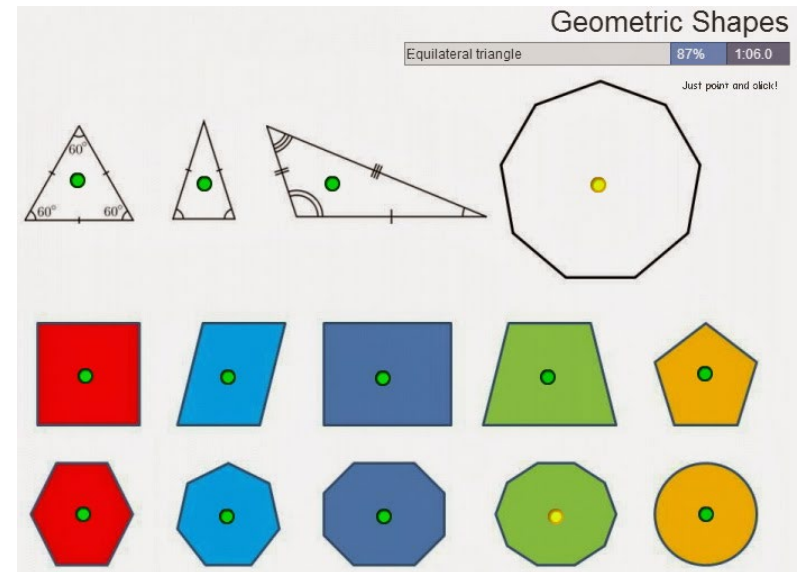 Geometric Shapes
Equilateral triangle 87% 1:06.0
Just point and click!
60°
60° 60°